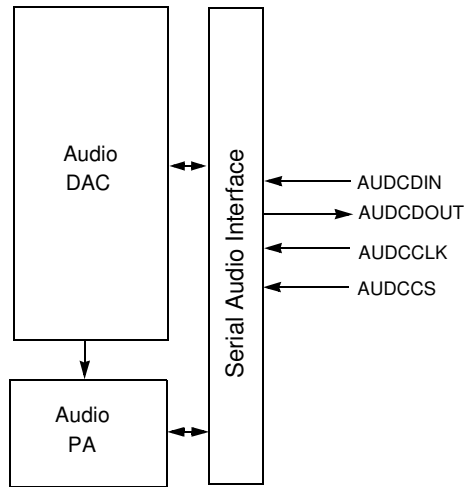 Audio
DAC
Serial Audio Interface
AUDCDIN
AUDCDOUT
AUDCCLK
AUDCCS
Audio
PA